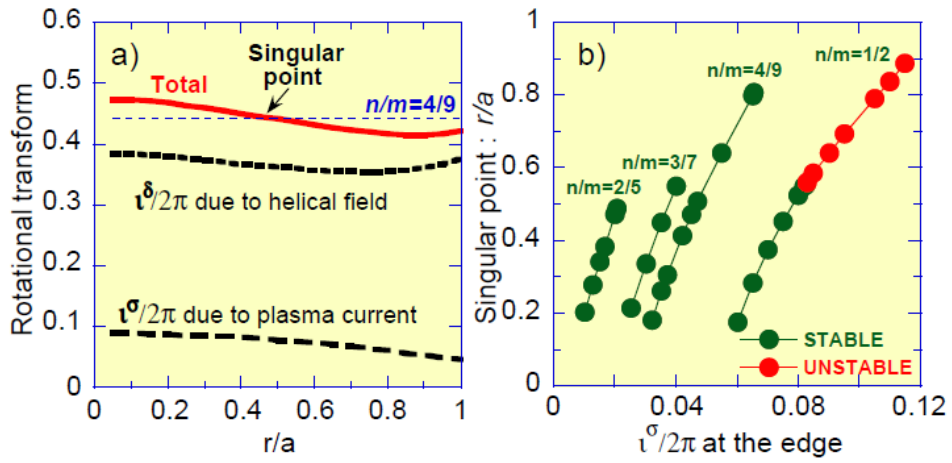 a)
Rotational transform
0.6
0.5
0.4
0.3
0.2
0.1
0
Total
Singular
point
n/m=4/9
ι^δ/2π due to helical field
ι^σ/2π due to plasma current
0
0.2
0.4
0.6
0.8
1
r/a
b)
Singular point : r/a
1
0.8
0.6
0.4
0.2
0
n/m=1/2
n/m=4/9
n/m=3/7
n/m=2/5
STABLE
UNSTABLE
0
0.04
0.08
0.12
ι^σ/2π at the edge